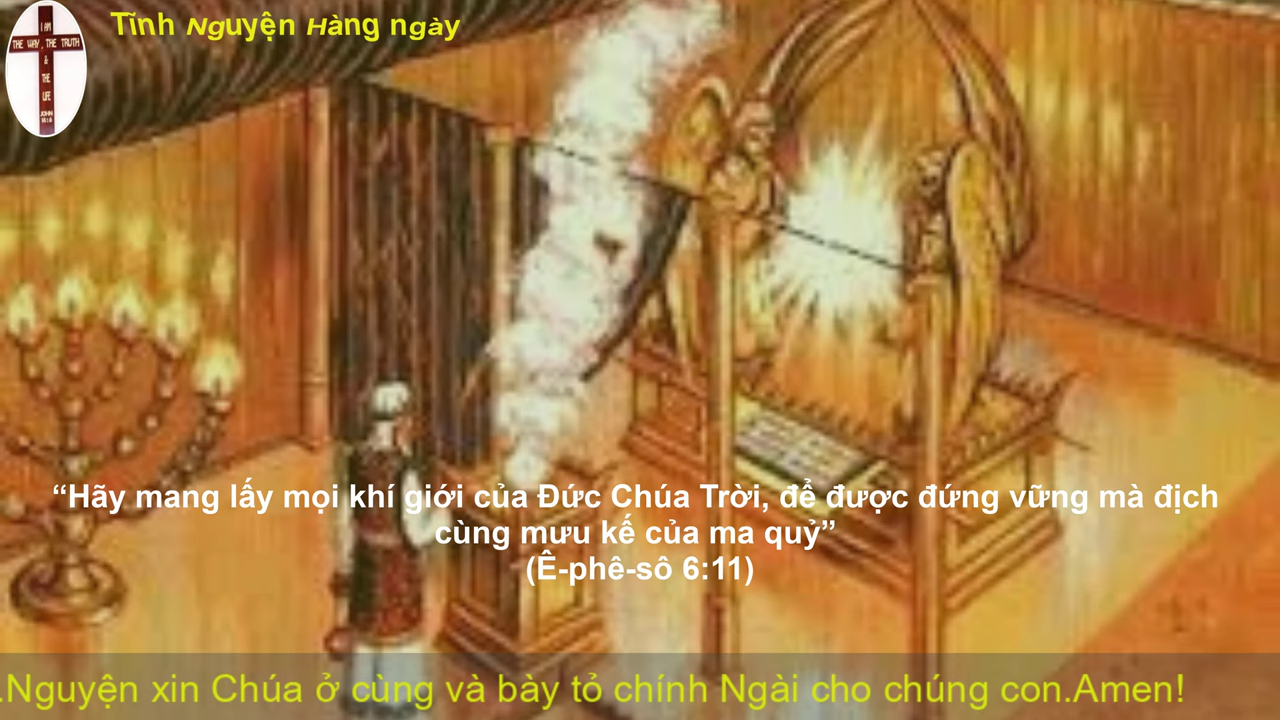 Tĩnh Nguyện Hàng ngày
I AM
THE WAY, THE TRUTH
&
THE
LIFE
JOHN
“Hãy mang lấy mọi khí giới của Đức Chúa Trời, để được đứng vững mà địch
cùng mưu kế của ma quỷ”
(Ê-phê-sô 6:11)
.Nguyện xin Chúa ở cùng và bày tỏ chính Ngài cho chúng con.Amen!